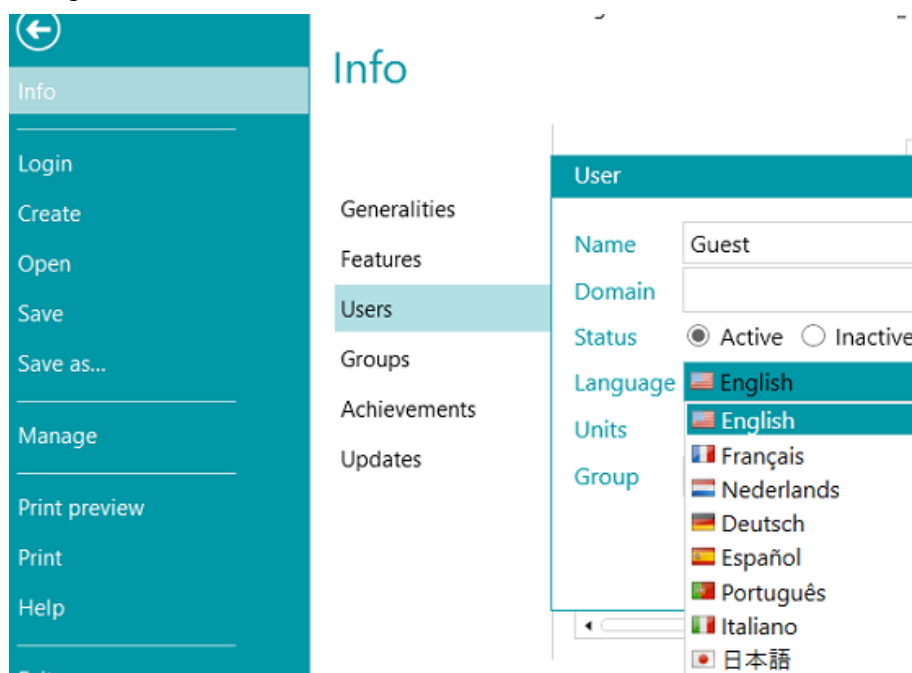 Info
Info
Login
Create
Open
Save
Save as...
Manage
Print preview
Print
Help
Generalities
Features
Users
Groups
Achievements
Updates
User
Name Guest
Domain
Status Active Inactive
Language English
Units
Group
English
Français
Nederlands
Deutsch
Español
Português
Italiano
日本語